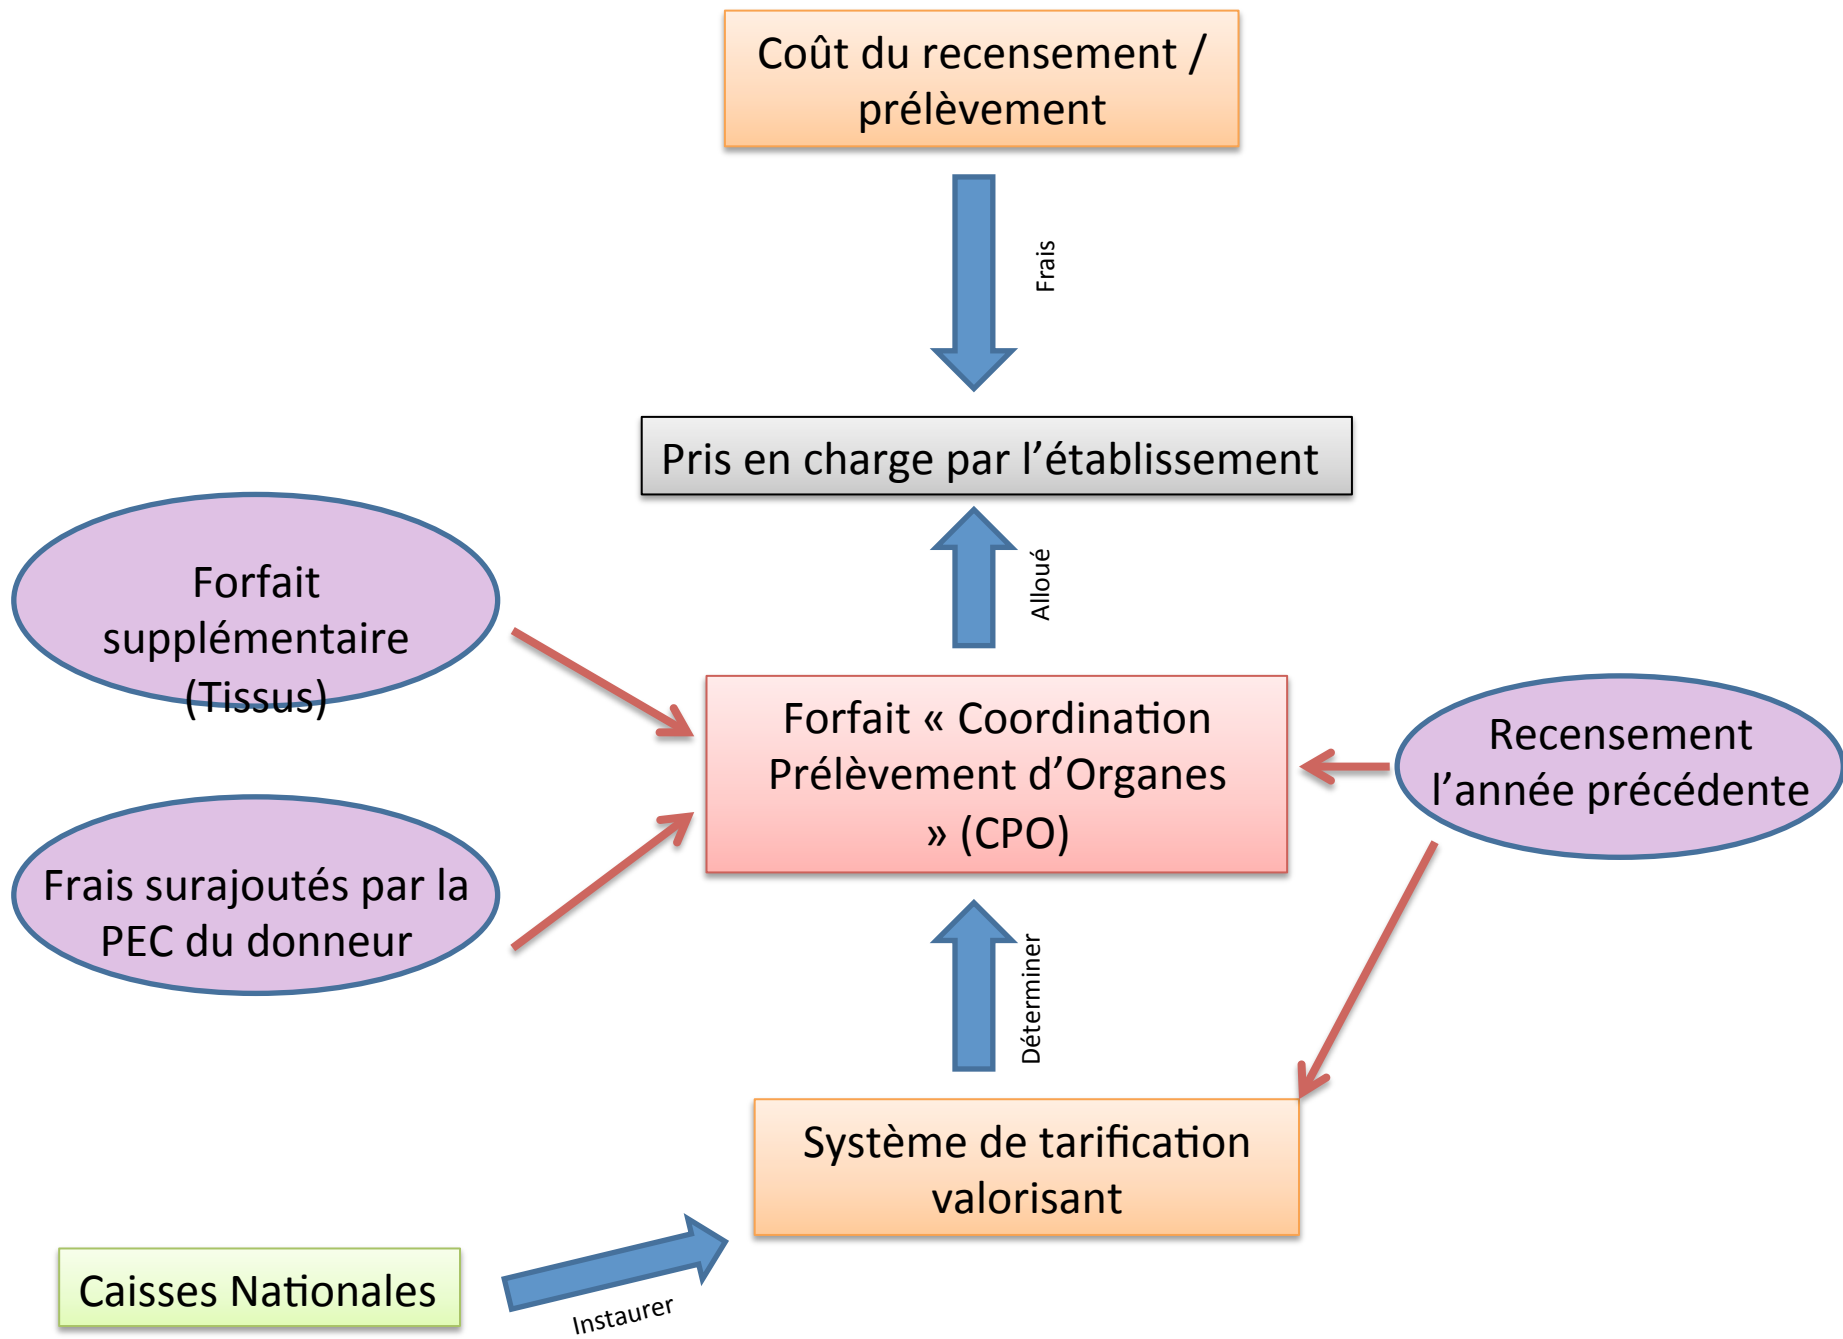 Coût du recensement /
prélèvement
Frais
Pris en charge par l’établissement
Alloué
Forfait
supplémentaire
(Tissus)
Forfait « Coordination
Prélèvement d’Organes
» (CPO)
Recensement
l’année précédente
Frais surajoutés par la
PEC du donneur
Déterminer
Système de tarification
valorisant
Caisses Nationales
Instaurer